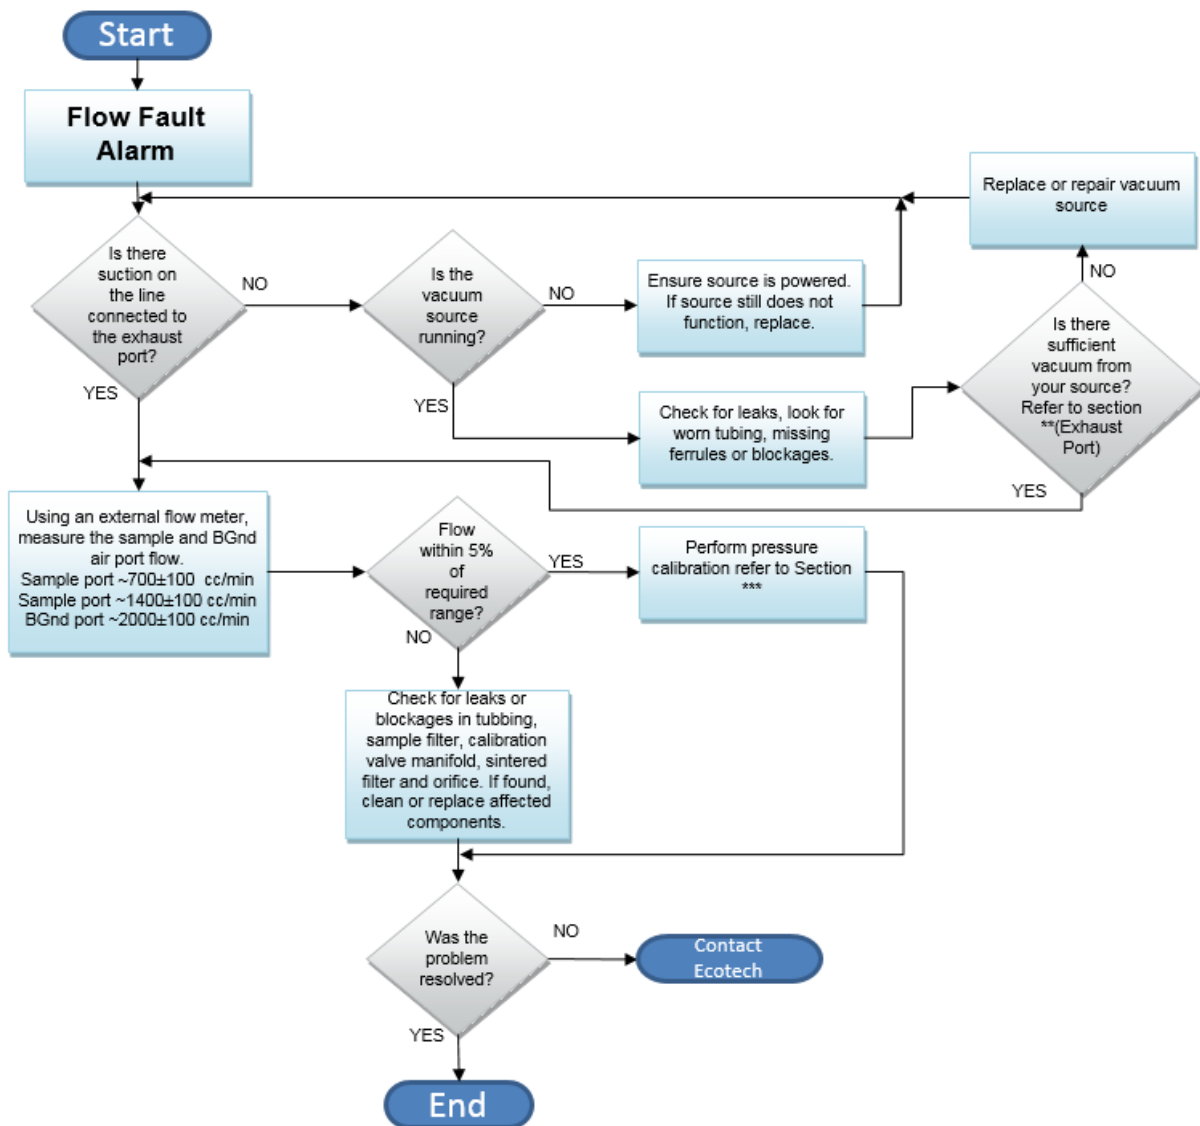 Start
Flow Fault
Alarm
Replace or repair vacuum
source
Is there
suction on
the line
connected to
the exhaust
port?
NO
Is the
vacuum
source
running?
NO
Ensure source is powered.
If source still does not
function, replace.
NO
Is there
sufficient
vacuum from
your source?
Refer to section
**(Exhaust
Port)
YES
YES
Check for leaks, look for
worn tubing, missing
ferrules or blockages.
YES
Using an external flow meter,
measure the sample and BGnd
air port flow.
Sample port ~700±100 cc/min
Sample port ~1400±100 cc/min
BGnd port ~2000±100 cc/min
Flow
within 5%
of
required
range?
YES
Perform pressure
calibration refer to Section
***
NO
Check for leaks or
blockages in tubbing,
sample filter, calibration
valve manifold, sintered
filter and orifice. If found,
clean or replace affected
components.
Was the
problem
resolved?
NO
Contact
Ecotech
YES
End